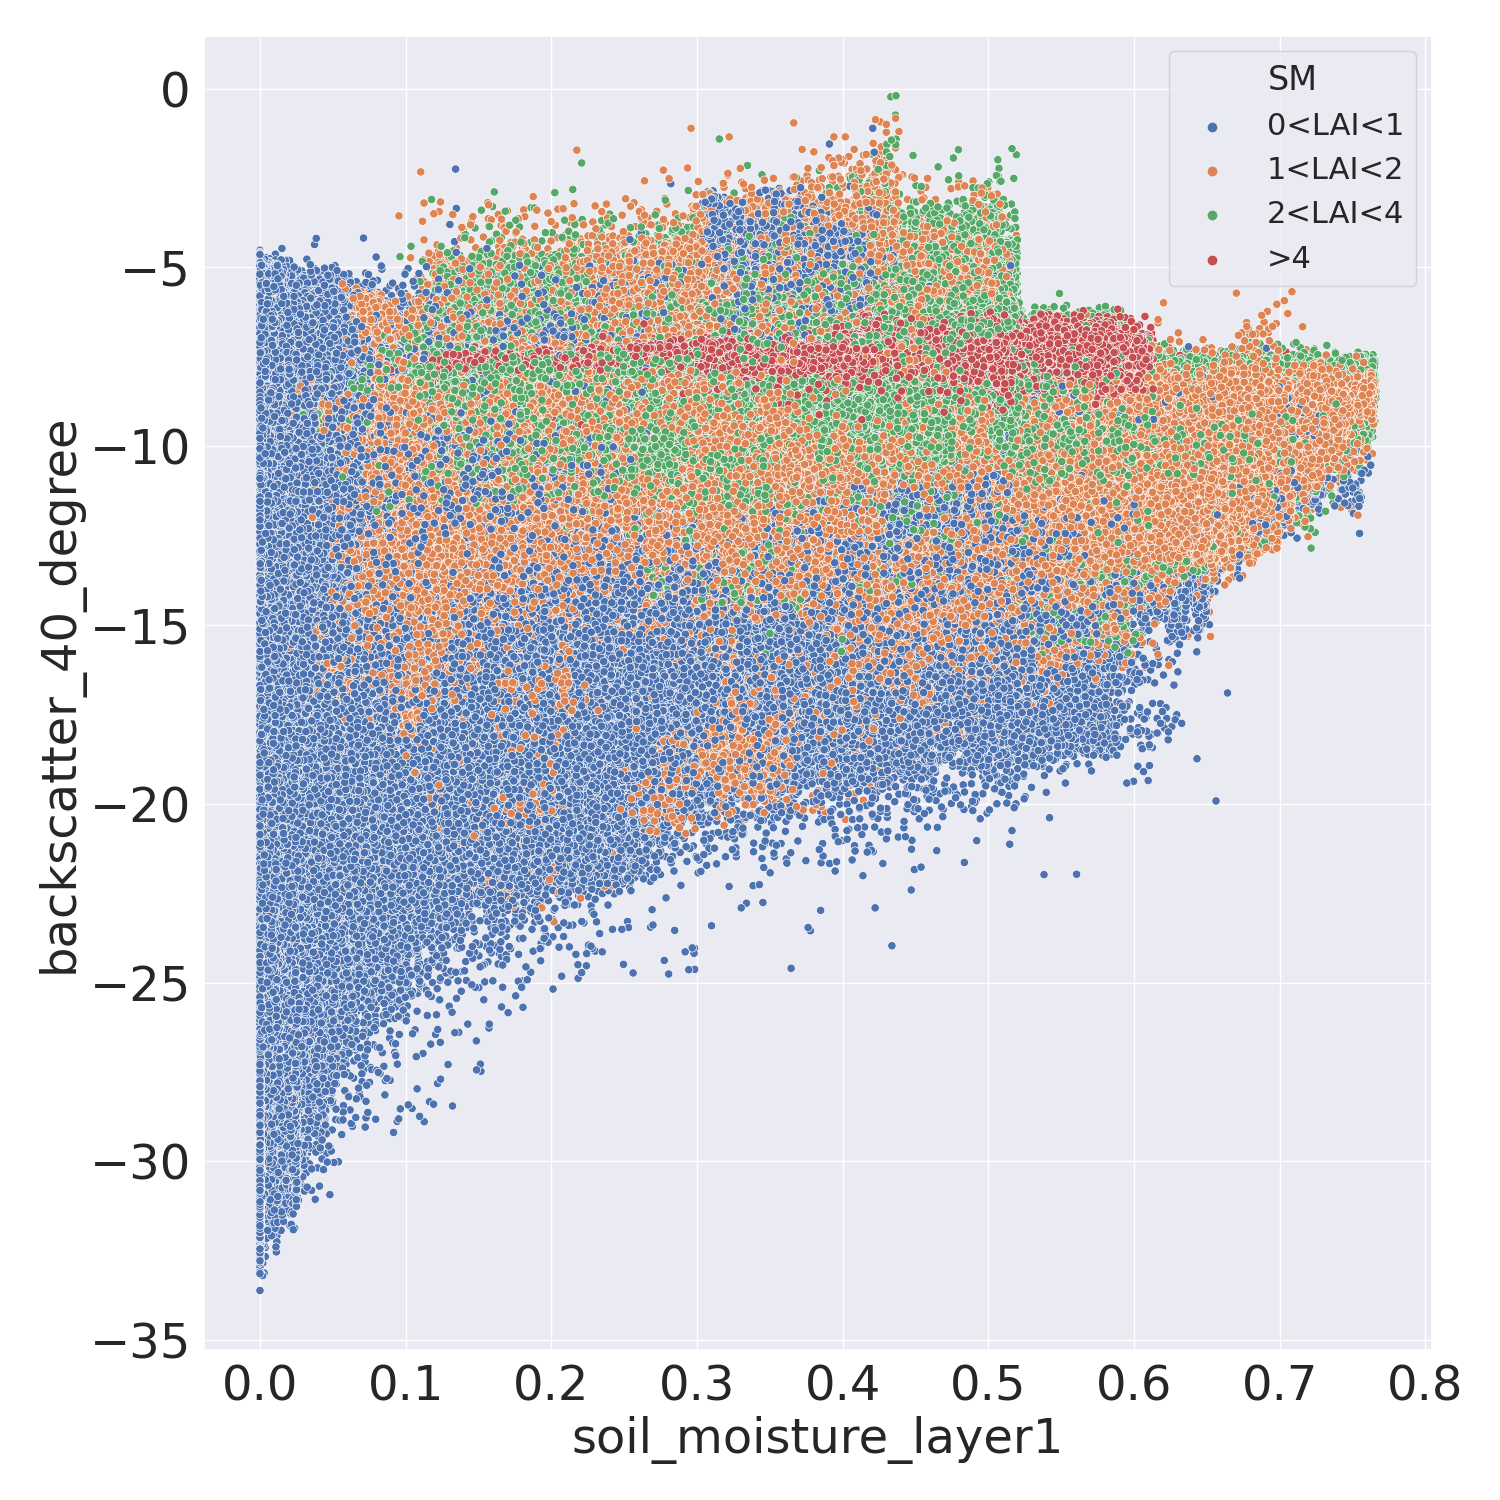 SM
0<LAI<1
1<LAI<2
2<LAI<4
>4
0
−5
−10
−15
−20
−25
−30
−35
backscatter_40_degree
0.0 0.1 0.2 0.3 0.4 0.5 0.6 0.7 0.8
soil_moisture_layer1